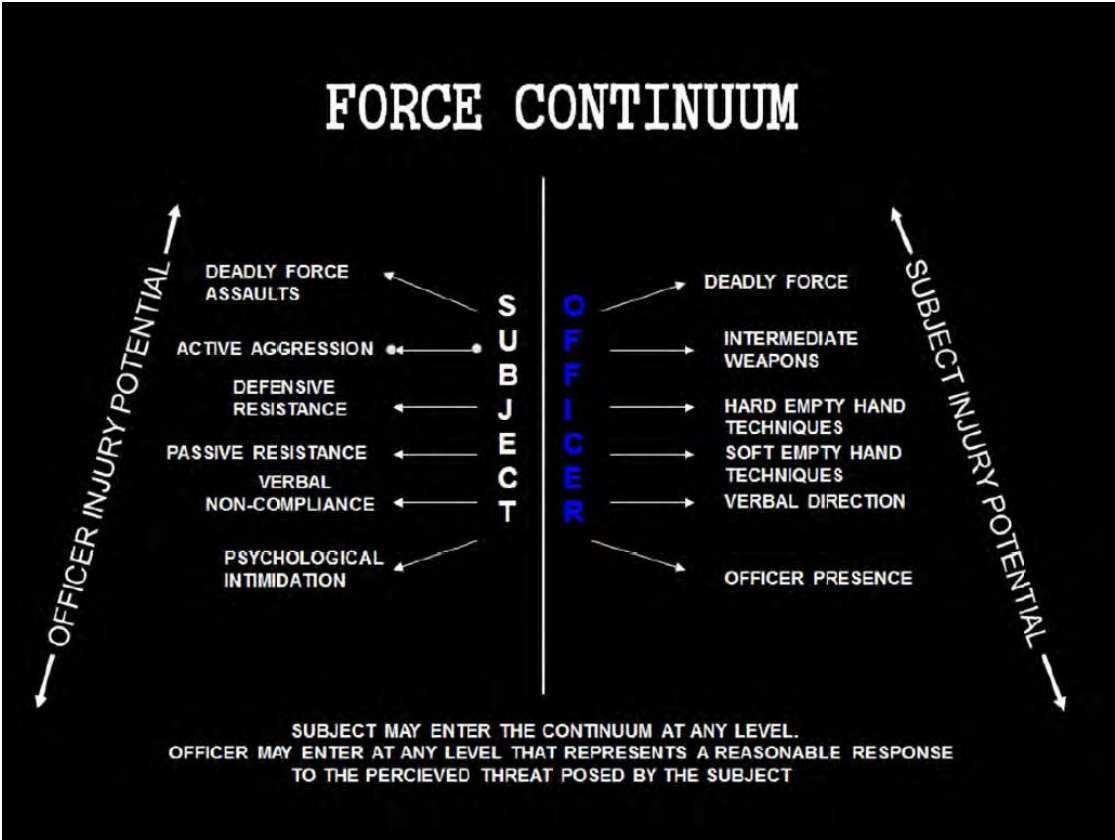 FORCE CONTINUUM
OFFICER INJURY POTENTIAL
DEADLY FORCE
ASSAULTS
ACTIVE AGGRESSION
DEFENSIVE
RESISTANCE
PASSIVE RESISTANCE
VERBAL
NON-COMPLIANCE
PSYCHOLOGICAL
INTIMIDATION
SUBJECT
OFFICER
DEADLY FORCE
INTERMEDIATE
WEAPONS
HARD EMPTY HAND
TECHNIQUES
SOFT EMPTY HAND
TECHNIQUES
VERBAL DIRECTION
OFFICER PRESENCE
SUBJECT INJURY POTENTIAL
SUBJECT MAY ENTER THE CONTINUUM AT ANY LEVEL.
OFFICER MAY ENTER AT ANY LEVEL THAT REPRESENTS A REASONABLE RESPONSE
TO THE PERCIEVED THREAT POSED BY THE SUBJECT